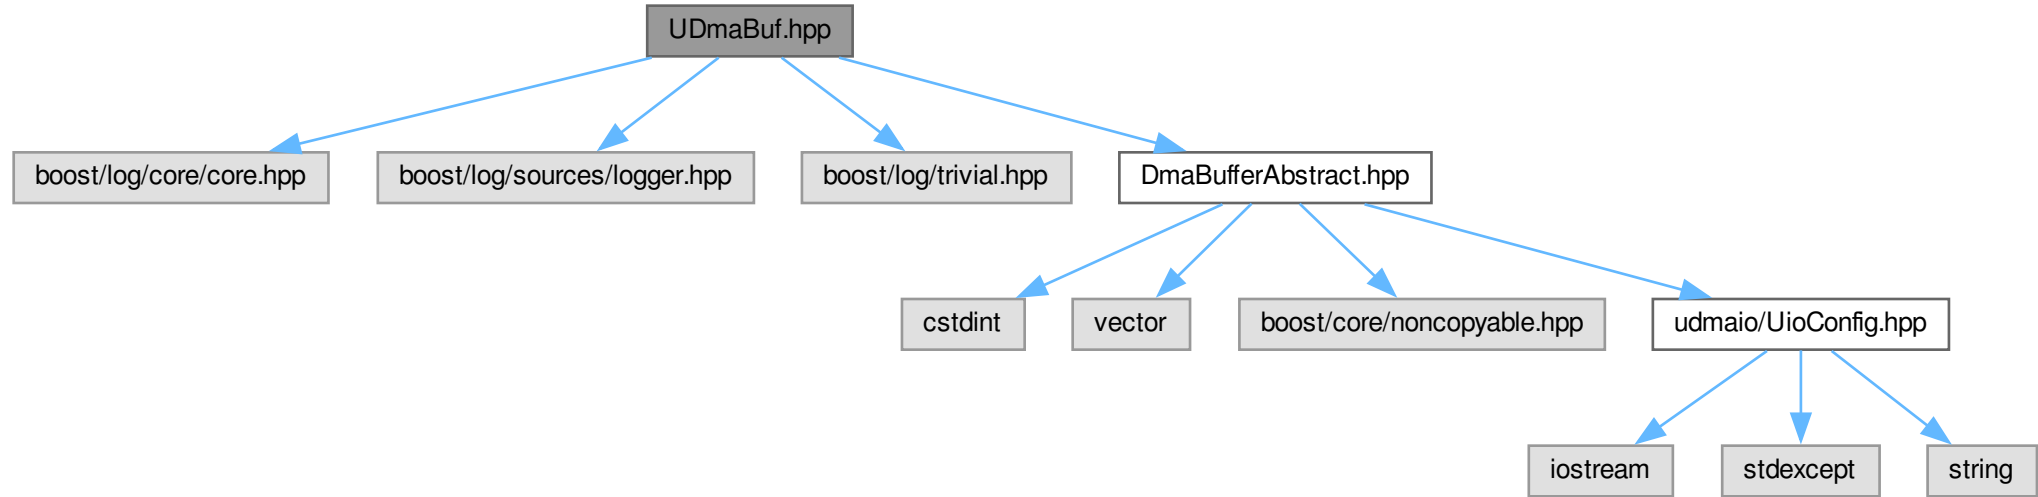 UDmaBuf.hpp
boost/log/core/core.hpp
boost/log/sources/logger.hpp
boost/log/trivial.hpp
DmaBufferAbstract.hpp
cstdint
vector
boost/core/noncopyable.hpp
udmaio/UioConfig.hpp
iostream
stdexcept
string